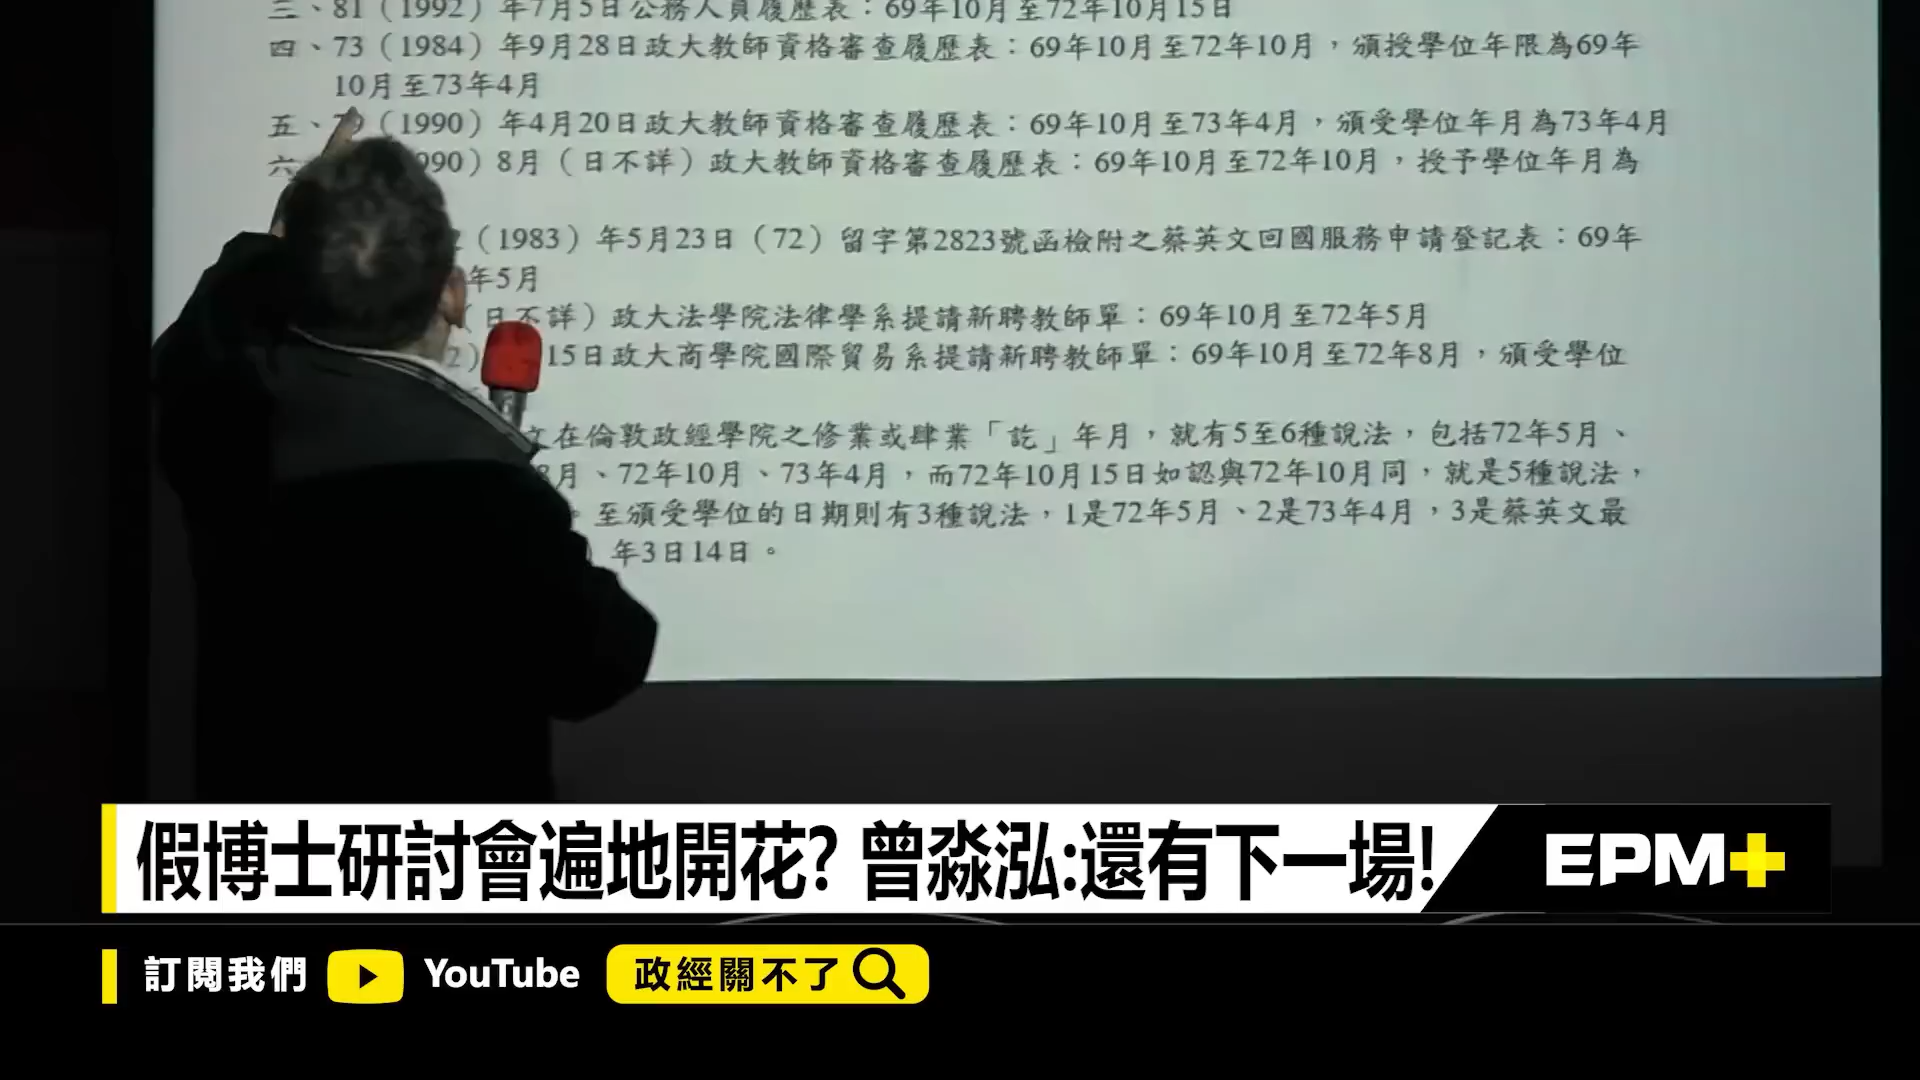 三、81（1992）年7月5日公務人員履歷表：69年10月至72年10月15日
四、73（1984）年9月28日政大教師資格審查履歷表：69年10月至72年10月，頒授學位年限為69年
10月至73年4月
五、79（1990）年4月20日政大教師資格審查履歷表：69年10月至73年4月，頒受學位年月為73年4月
六 990）8月（日不詳）政大教師資格審查履歷表：69年10月至72年10月，授予學位年月為
2（1983）年5月23日（72）留字第2823號函檢附之蔡英文回國服務申請登記表：69年
年5月
（日不詳）政大法學院法律學系提請新聘教師單：69年10月至72年5月
2） 15日政大商學院國際貿易系提請新聘教師單：69年10月至72年8月，頒受學位
文在倫敦政經學院之修業或肆業「訖」年月，就有5至6種說法，包括72年5月、
8月、72年10月、73年4月，而72年10月15日如認與72年10月同，就是5種說法，
。至頒受學位的日期則有3種說法，1是72年5月、2是73年4月，3是蔡英文最
）年3日14日。
假博士研討會遍地開花? 曾淼泓:還有下一場!
EPM+
訂閱我們 YouTube 政經關不了